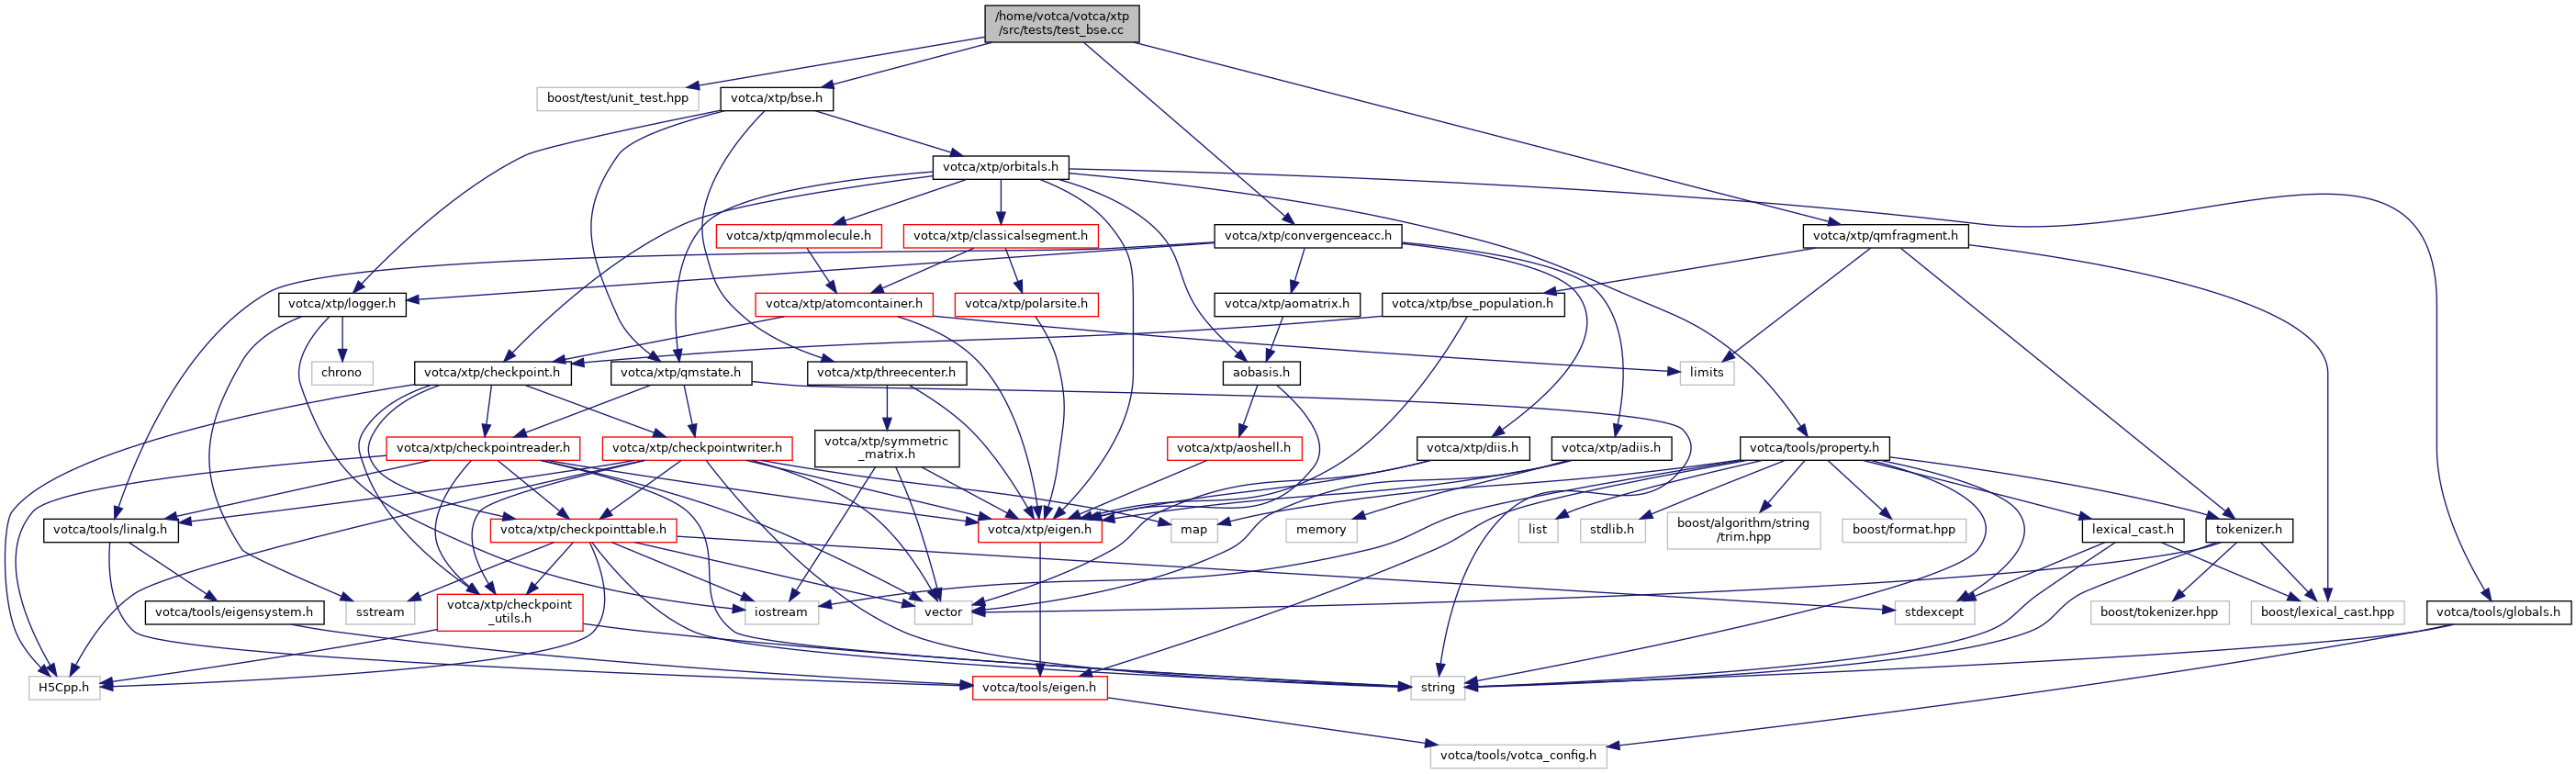 /home/votca/votca/xtp
/src/tests/test_bse.cc
boost/test/unit_test.hpp
votca/xtp/bse.h
votca/xtp/orbitals.h
votca/xtp/qmmolecule.h
votca/xtp/classicalsegment.h
votca/xtp/convergenceacc.h
votca/xtp/qmfragment.h
votca/xtp/logger.h
votca/xtp/atomcontainer.h
votca/xtp/polarsite.h
votca/xtp/aomatrix.h
votca/xtp/bse_population.h
chrono
votca/xtp/checkpoint.h
votca/xtp/qmstate.h
votca/xtp/threecenter.h
aobasis.h
limits
votca/xtp/checkpointreader.h
votca/xtp/checkpointwriter.h
votca/xtp/symmetric
_matrix.h
votca/xtp/aoshell.h
votca/xtp/diis.h
votca/xtp/adiis.h
votca/tools/property.h
votca/tools/linalg.h
votca/xtp/checkpointtable.h
votca/xtp/eigen.h
map
memory
list
stdlib.h
boost/algorithm/string
/trim.hpp
boost/format.hpp
lexical_cast.h
tokenizer.h
votca/tools/eigensystem.h
sstream
votca/xtp/checkpoint
_utils.h
iostream
vector
stdexcept
boost/tokenizer.hpp
boost/lexical_cast.hpp
votca/tools/globals.h
H5Cpp.h
votca/tools/eigen.h
string
votca/tools/votca_config.h